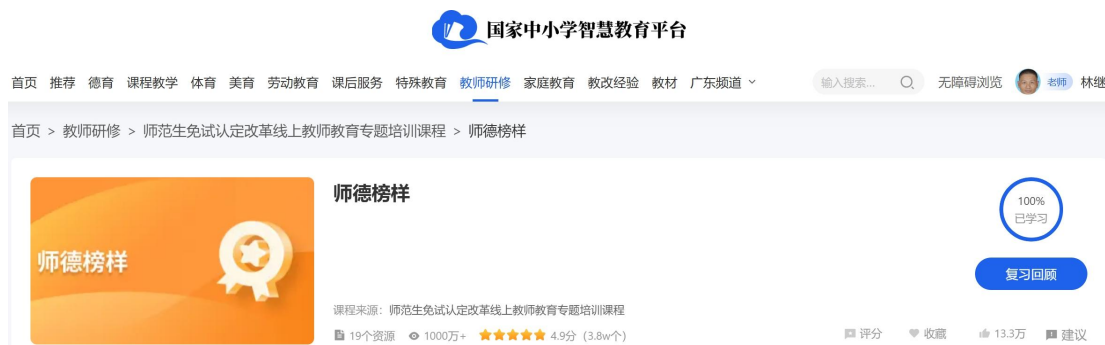 国家中小学智慧教育平台
首页 推荐 德育 课程教学 体育 美育 劳动教育 课后服务 特殊教育 教师研修 家庭教育 教改经验 教材 广东频道 输入搜索... 无障碍浏览 老师 林继
首页 > 教师研修 > 师范生免试认定改革线上教师教育专题培训课程 > 师德榜样
师德榜样
师德榜样
100%
已学习
复习回顾
课程来源：师范生免试认定改革线上教师教育专题培训课程
19个资源 1000万+ 4.9分 (3.8w个) 评分 收藏 13.3万 建议